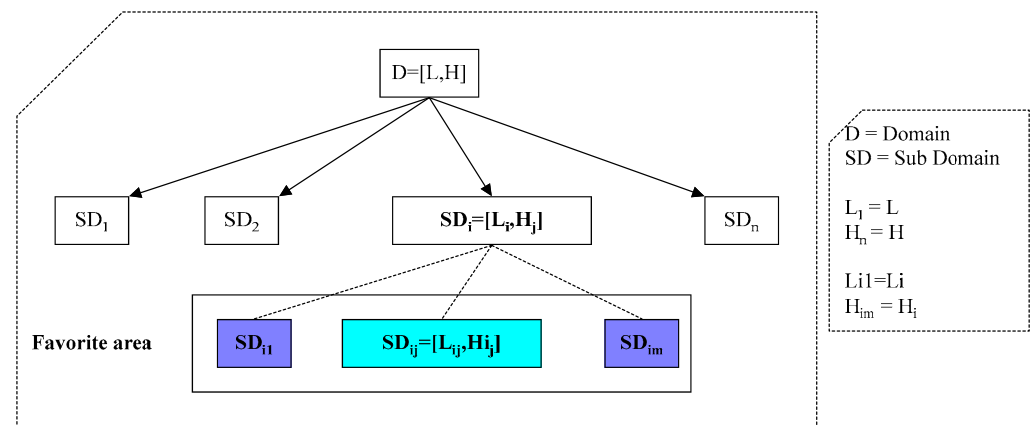 D=[L,H]
SD₁ SD₂ SDᵢ=[Lᵢ,Hⱼ] SDₙ
Favorite area SDᵢ₁ SDᵢⱼ=[Lᵢⱼ,Hiⱼ] SDᵢₘ
D = Domain
SD = Sub Domain
L₁ = L
Hₙ = H
Li1=Li
Hᵢₘ = Hᵢ